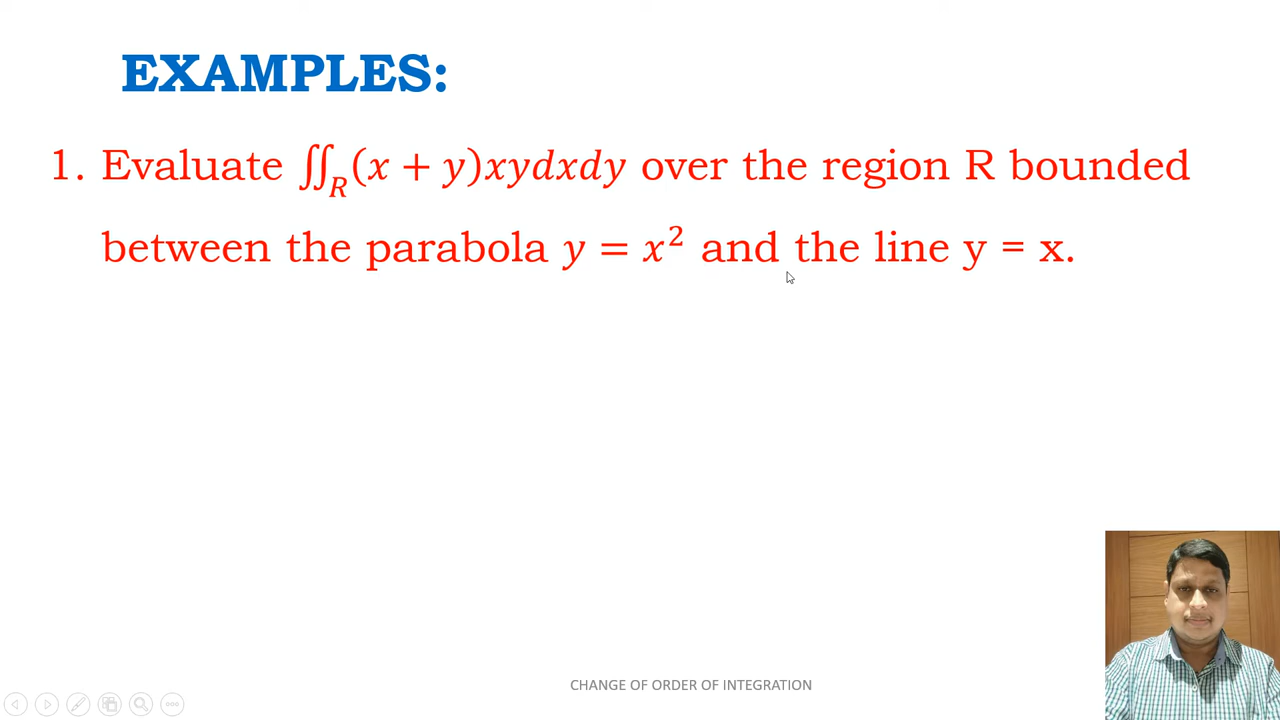 EXAMPLES:
1. Evaluate ∬_R(x + y)xydxdy over the region R bounded
between the parabola y = x² and the line y = x.
CHANGE OF ORDER OF INTEGRATION